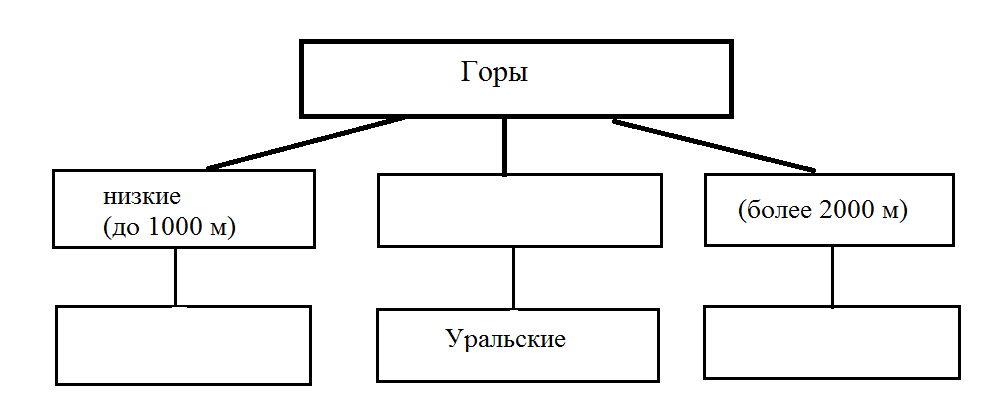 Горы
низкие
(до 1000 м)
(более 2000 м)
Уральские